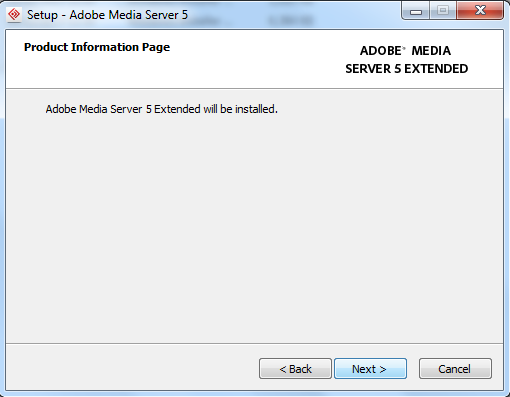 Setup - Adobe Media Server 5
Product Information Page
ADOBE® MEDIA
SERVER 5 EXTENDED
Adobe Media Server 5 Extended will be installed.
< Back
Next >
Cancel